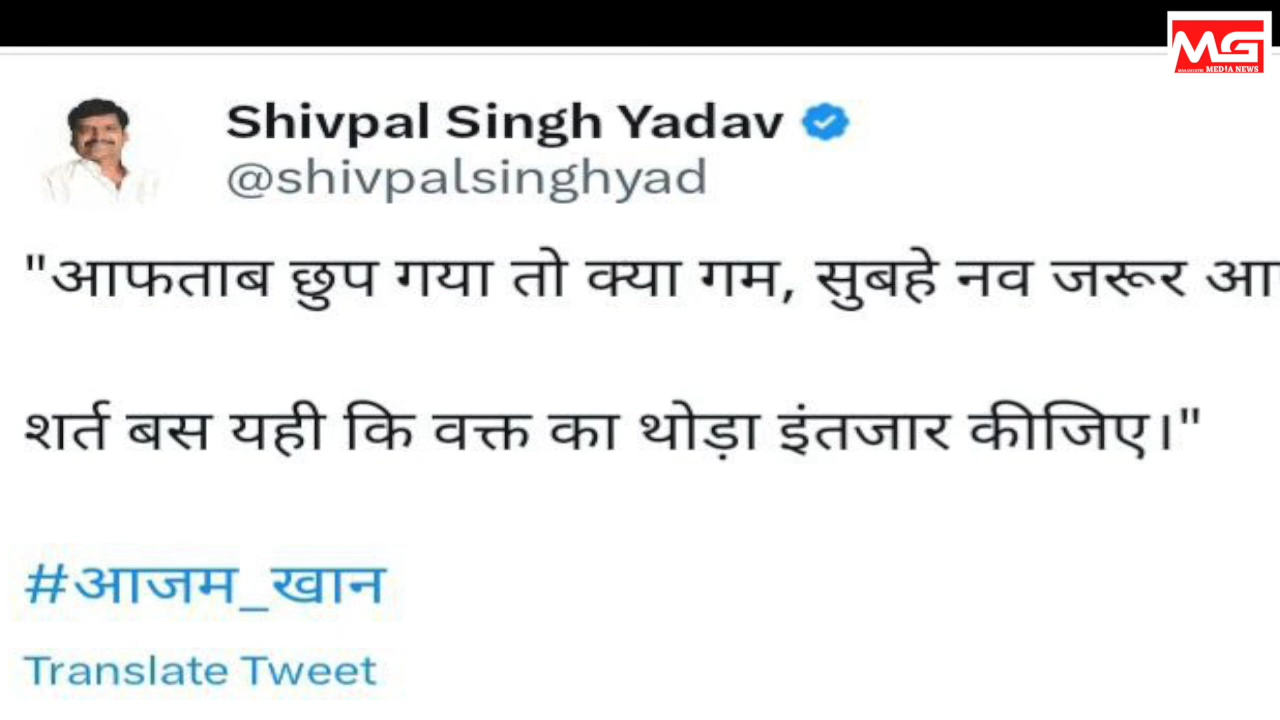 MG
MEDIA NEWS
Shivpal Singh Yadav
@shivpalsinghyad
"आफताब छुप गया तो क्या गम, सुबहे नव जरूर
शर्त बस यही कि वक्त का थोड़ा इंतजार कीजिए।"
#आजम_खान
Translate Tweet